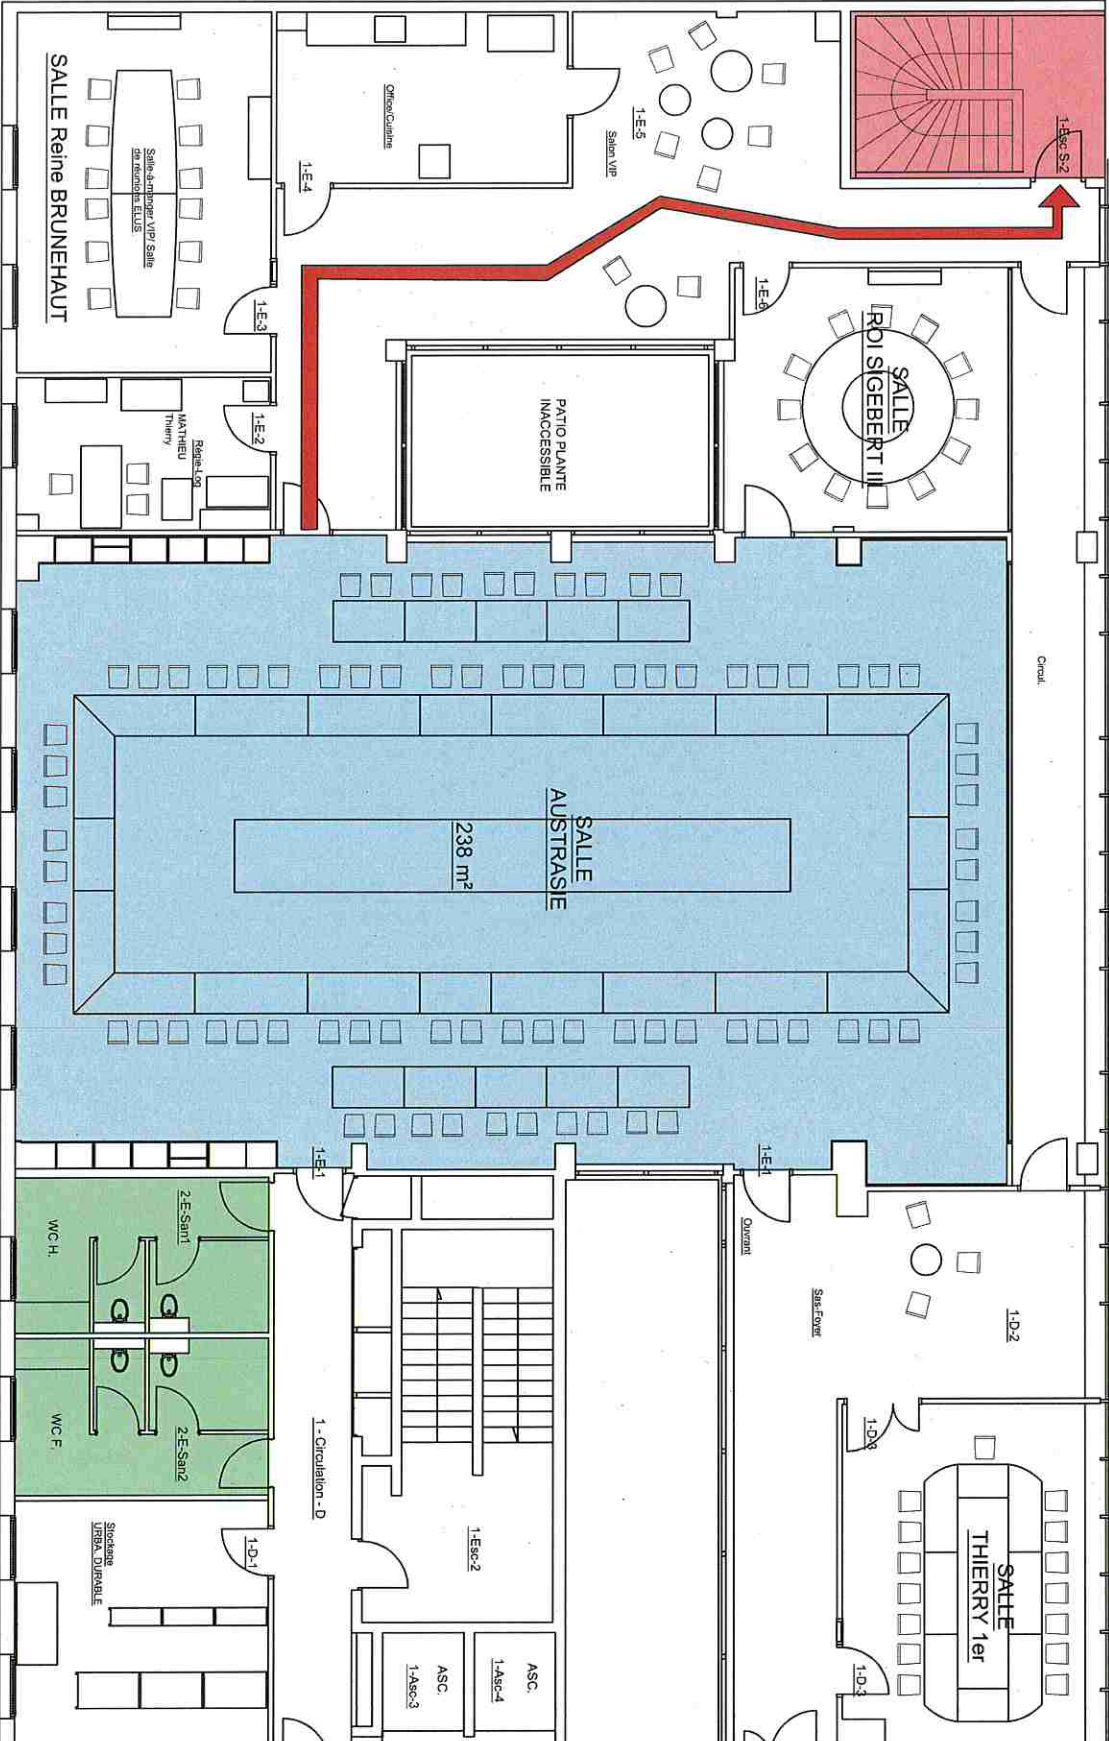 SALLE Reine BRUNEHAUT
Salle-à-manger VIP/ Salle
de réunions ELUS
1-E-3
Office/Cuisine
1-E-4
1-E-5
Salon VIP
1-Esc S-2
1-E-6
SALLE
ROI SIGEBERT III
PATIO PLANTE
INACCESSIBLE
1-E-2
Régie-Log
MATHIEU
Thierry
Circul.
SALLE
AUSTRASIE
238 m²
1-E-1
1-E-1
Ouvrant
Sas-Foyer
1-D-2
2-E-San1
WC H.
WC F.
2-E-San2
1 - Circulation - D
1-Esc-2
1-D-3
SALLE
THIERRY 1er
1-D-3
1-D-1
Stockage
URBA. DURABLE
ASC.
1-Asc-3
ASC.
1-Asc-4